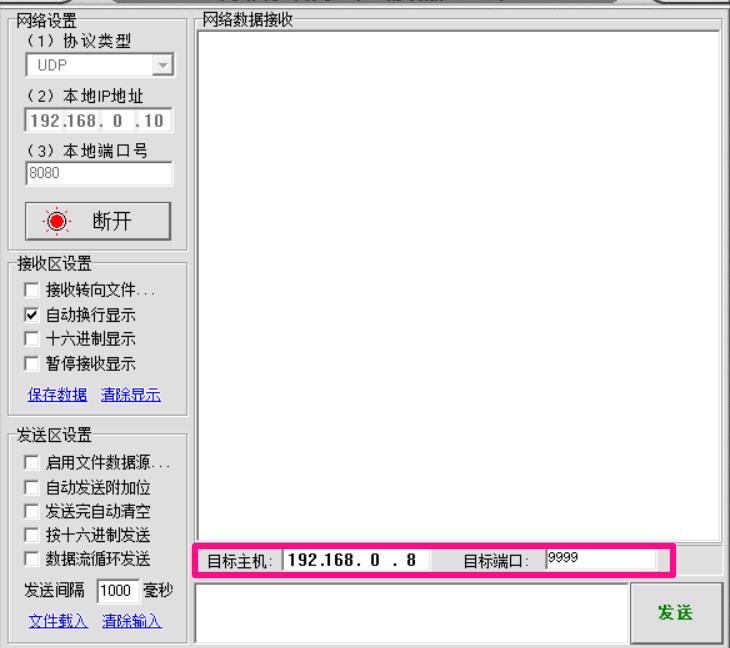 网络设置
(1) 协议类型
UDP
(2) 本地IP地址
192.168. 0 .10
(3) 本地端口号
8080
断开
接收区设置
接收转向文件...
自动换行显示
十六进制显示
暂停接收显示
保存数据 清除显示
发送区设置
启用文件数据源...
自动发送附加位
发送完自动清空
按十六进制发送
数据流循环发送
发送间隔 1000 毫秒
文件载入 清除输入
网络数据接收
目标主机: 192.168. 0 . 8 目标端口: 9999
发送